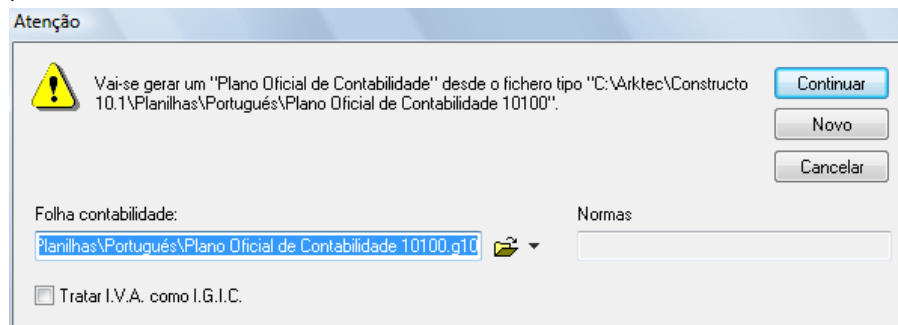 Atenção
Vai-se gerar um "Plano Oficial de Contabilidade" desde o fichero tipo "C:\Arktec\Constructo
10.1\Planilhas\Portugués\Plano Oficial de Contabilidade 10100".
Continuar
Novo
Cancelar
Folha contabilidade:
Normas
Planilhas\Portugués\Plano Oficial de Contabilidade 10100.g10
Tratar I.V.A. como I.G.I.C.